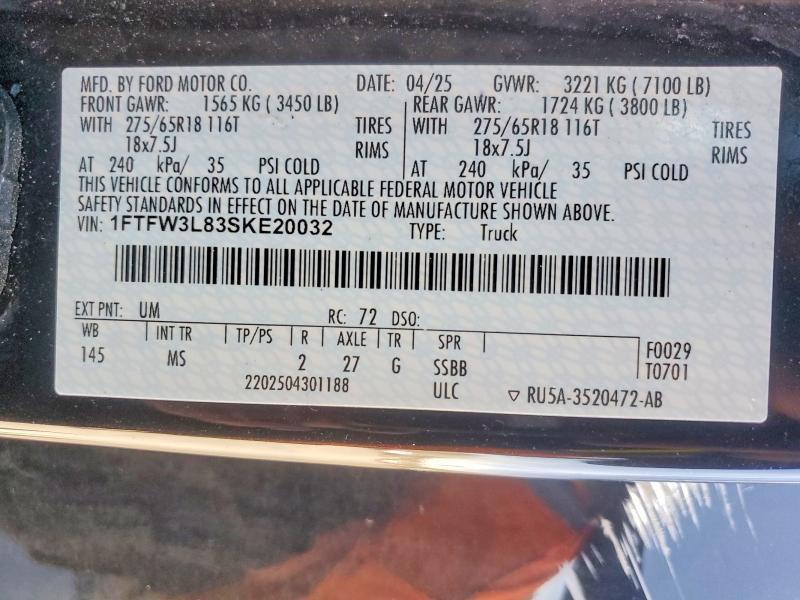 MFD. BY FORD MOTOR CO. DATE: 04/25 GVWR: 3221 KG ( 7100 LB)
FRONT GAWR: 1565 KG ( 3450 LB) REAR GAWR: 1724 KG ( 3800 LB)
WITH 275/65R18 116T TIRES WITH 275/65R18 116T TIRES
18x7.5J RIMS 18x7.5J RIMS
AT 240 kPa/ 35 PSI COLD AT 240 kPa/ 35 PSI COLD
THIS VEHICLE CONFORMS TO ALL APPLICABLE FEDERAL MOTOR VEHICLE
SAFETY STANDARDS IN EFFECT ON THE DATE OF MANUFACTURE SHOWN ABOVE.
VIN: 1FTFW3L83SKE20032 TYPE: Truck
EXT PNT: UM RC: 72 DSO:
WB INT TR TP/PS R AXLE TR SPR F0029
145 MS 2 27 G SSBB T0701
2202504301188 ULC ▽ RU5A-3520472-AB